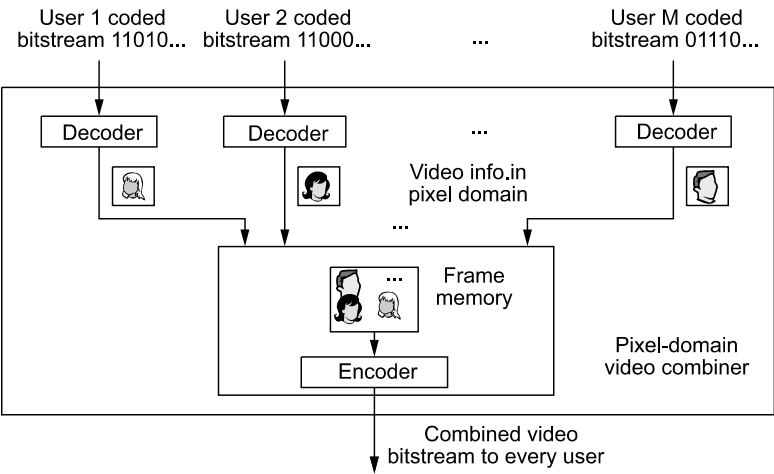 User 1 coded
bitstream 11010...
User 2 coded
bitstream 11000...
...
User M coded
bitstream 01110...
Decoder
Decoder
...
Decoder
Video info.in
pixel domain
...
...
Frame
memory
Encoder
Pixel-domain
video combiner
Combined video
bitstream to every user